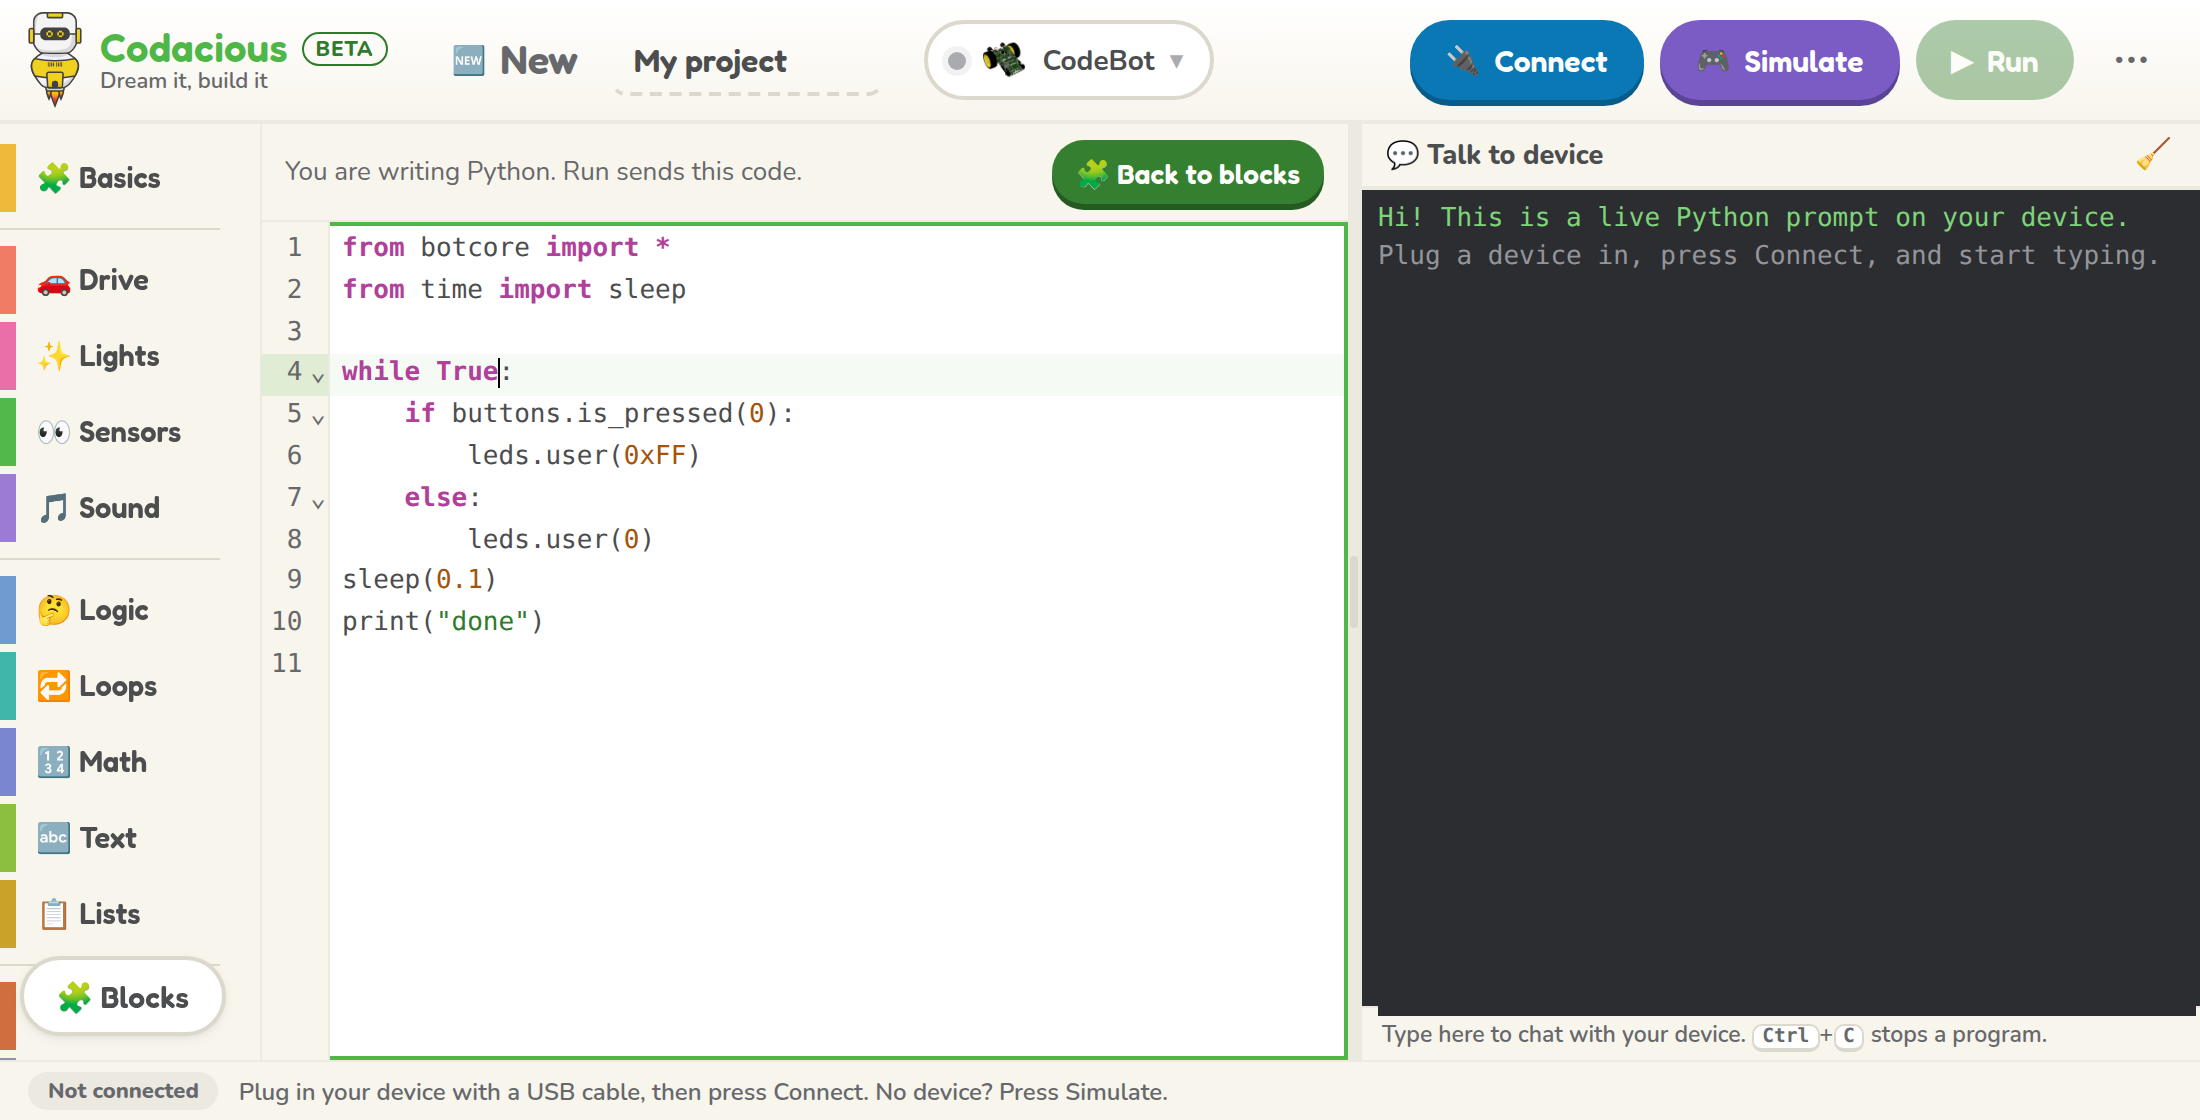 Codacious BETA
Dream it, build it
NEW New
My project
CodeBot
Connect
Simulate
Run
Basics
Drive
Lights
Sensors
Sound
Logic
Loops
Math
Text
Lists
Blocks
You are writing Python. Run sends this code.
Back to blocks
1 from botcore import *
2 from time import sleep
3
4 while True:
5     if buttons.is_pressed(0):
6         leds.user(0xFF)
7     else:
8         leds.user(0)
9 sleep(0.1)
10 print("done")
11
Talk to device
Hi! This is a live Python prompt on your device.
Plug a device in, press Connect, and start typing.
Type here to chat with your device. Ctrl+C stops a program.
Not connected
Plug in your device with a USB cable, then press Connect. No device? Press Simulate.